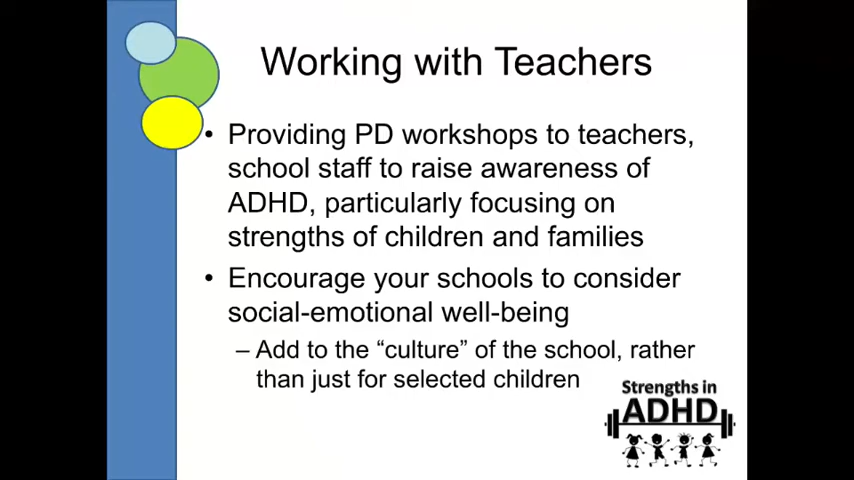 Working with Teachers
• Providing PD workshops to teachers,
school staff to raise awareness of
ADHD, particularly focusing on
strengths of children and families
• Encourage your schools to consider
social-emotional well-being
– Add to the “culture” of the school, rather
than just for selected children
Strengths in
ADHD